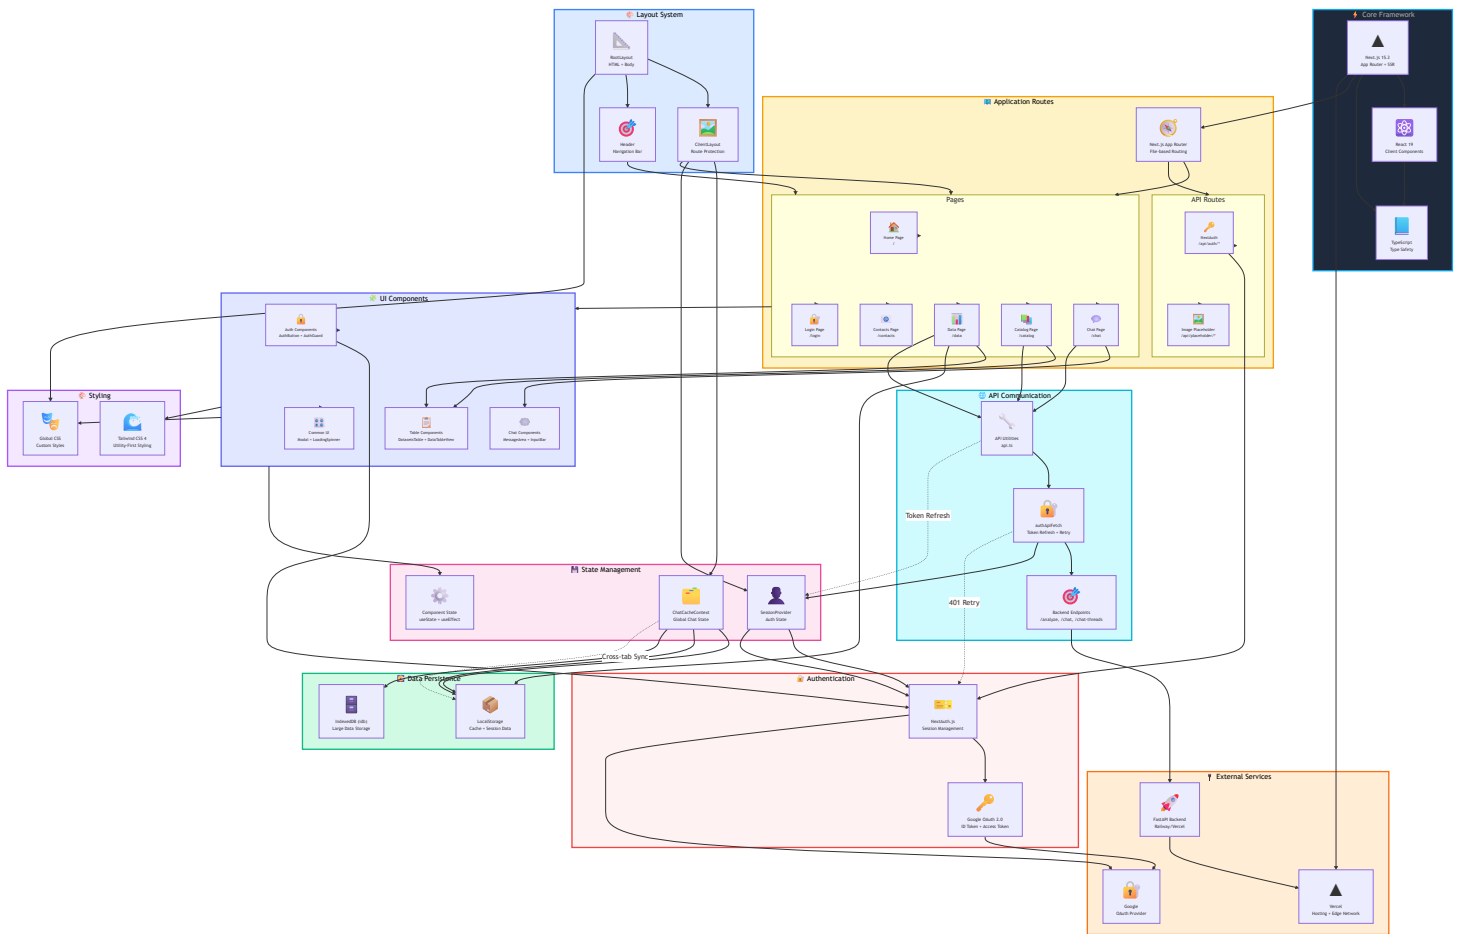 Layout System
RootLayout
HTML + Body
Header
Navigation Bar
ClientLayout
Route Protection
Core Framework
Next.js 15.3
App Router + SSR
React 19
Client Components
TypeScript
Type Safety
Application Routes
Next.js App Router
File-based Routing
Pages
Home Page
/
Login Page
/login
Contacts Page
/contacts
Data Page
/data
Catalog Page
/catalog
Chat Page
/chat
API Routes
NextAuth
/api/auth/*
Image Placeholder
/api/placeholder/*
UI Components
Auth Components
AuthButton + AuthGuard
Common UI
Modal + LoadingSpinner
Table Components
DatasetsTable + DataTableView
Chat Components
MessageArea + InputBar
Styling
Global CSS
Custom Styles
Tailwind CSS 4
Utility-First Styling
API Communication
API Utilities
api.ts
authApiFetch
Token Refresh + Retry
Backend Endpoints
/analyze, /chat, /chat-threads
Token Refresh
401 Retry
State Management
Component State
useState + useEffect
ChatCacheContext
Global Chat State
SessionProvider
Auth State
Cross-tab Sync
Data Persistence
IndexedDB (idb)
Large Data Storage
LocalStorage
Cache + Session Data
Authentication
NextAuth.js
Session Management
Google OAuth 2.0
ID Token + Access Token
External Services
FastAPI Backend
Railway/Vercel
Google
OAuth Provider
Vercel
Hosting + Edge Network